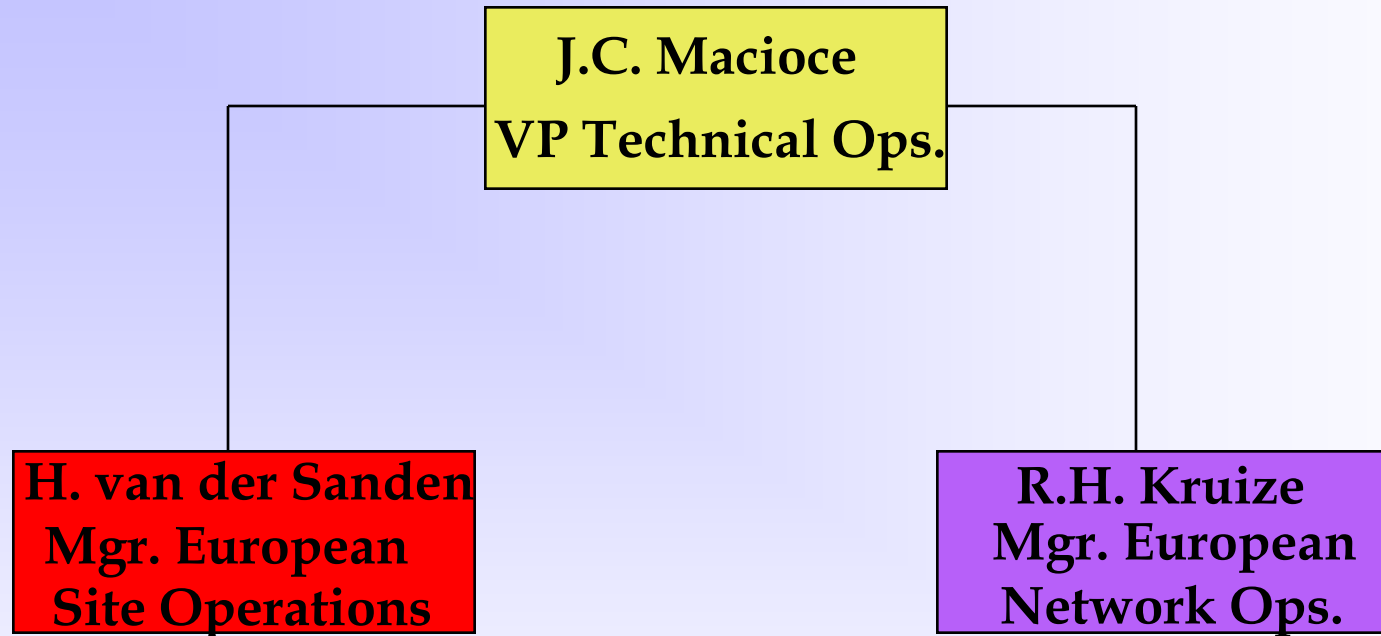 J.C. Macioce
VP Technical Ops.
H. van der Sanden
Mgr. European
Site Operations
R.H. Kruize
Mgr. European
Network Ops.